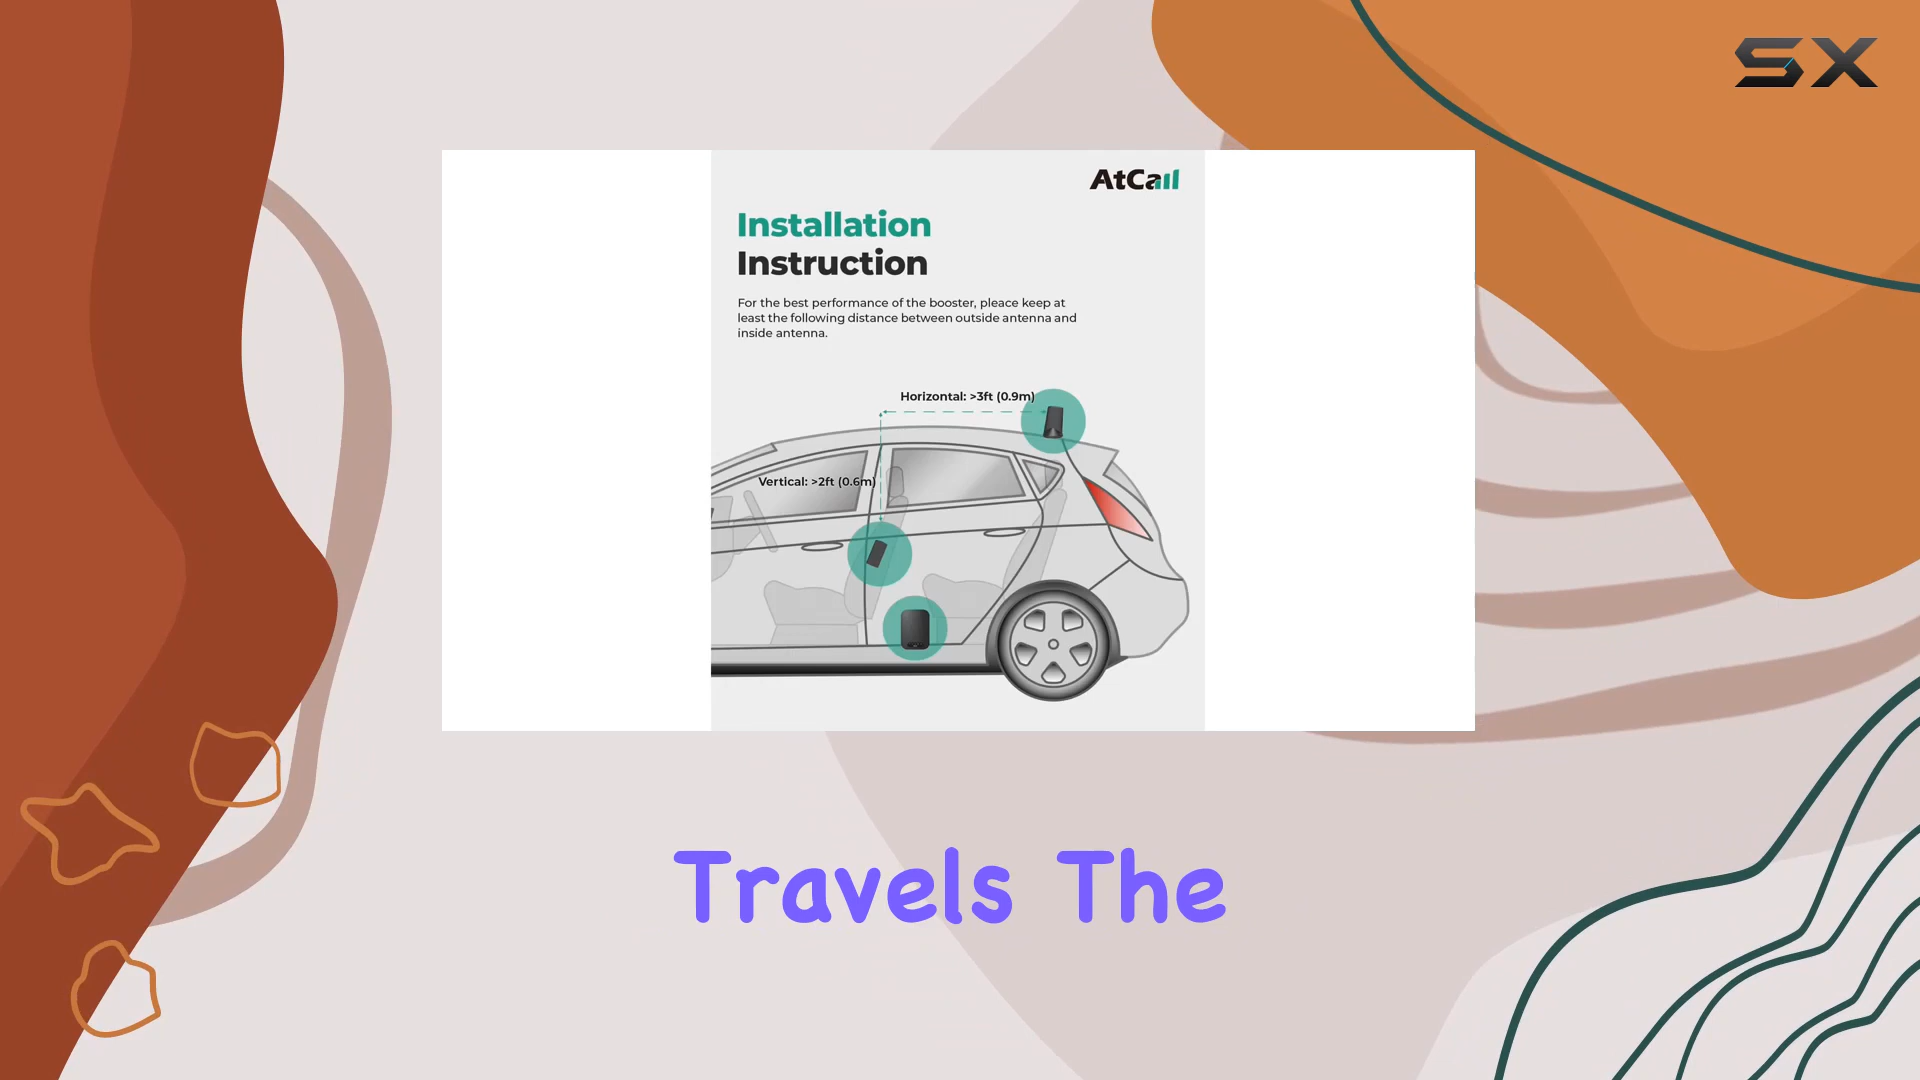 SX
AtCall
Installation
Instruction
For the best performance of the booster, pleace keep at
least the following distance between outside antenna and
inside antenna.
Horizontal: >3ft (0.9m)
Vertical: >2ft (0.6m)
Travels The